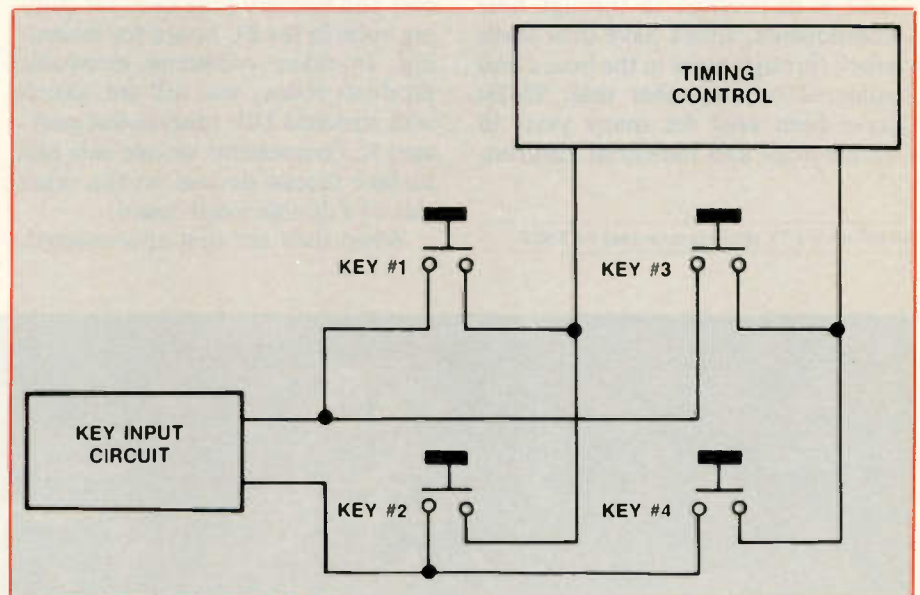 TIMING
CONTROL
KEY #1
KEY #3
KEY INPUT
CIRCUIT
KEY #2
KEY #4